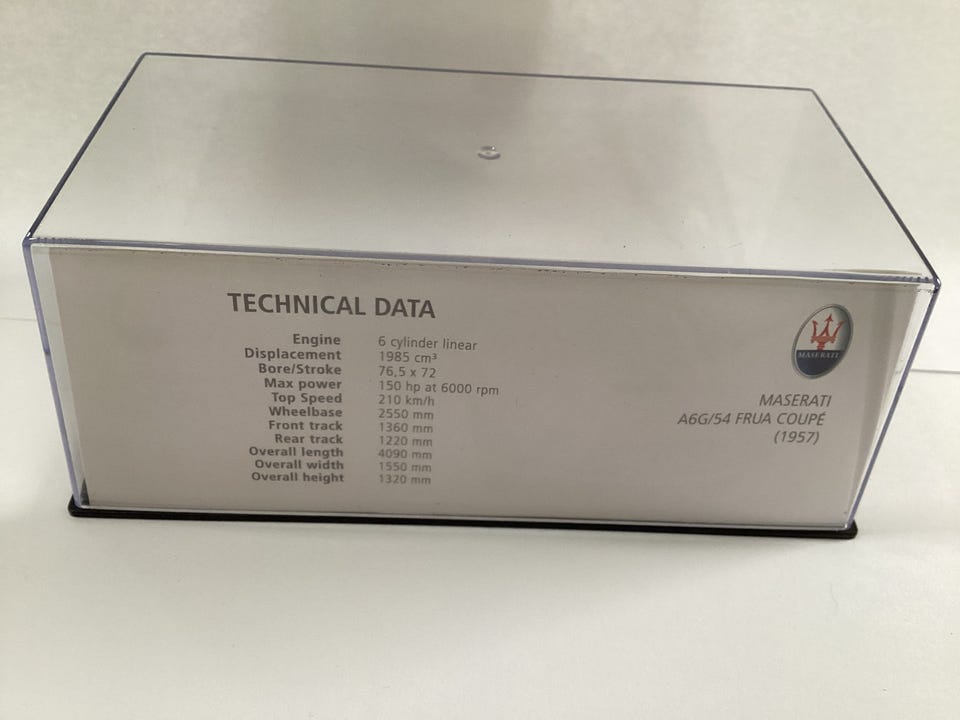 TECHNICAL DATA
Engine 6 cylinder linear
Displacement 1985 cm³
Bore/Stroke 76,5 x 72
Max power 150 hp at 6000 rpm
Top Speed 210 km/h
Wheelbase 2550 mm
Front track 1360 mm
Rear track 1220 mm
Overall length 4090 mm
Overall width 1550 mm
Overall height 1320 mm
MASERATI
MASERATI
A6G/54 FRUA COUPÉ
(1957)